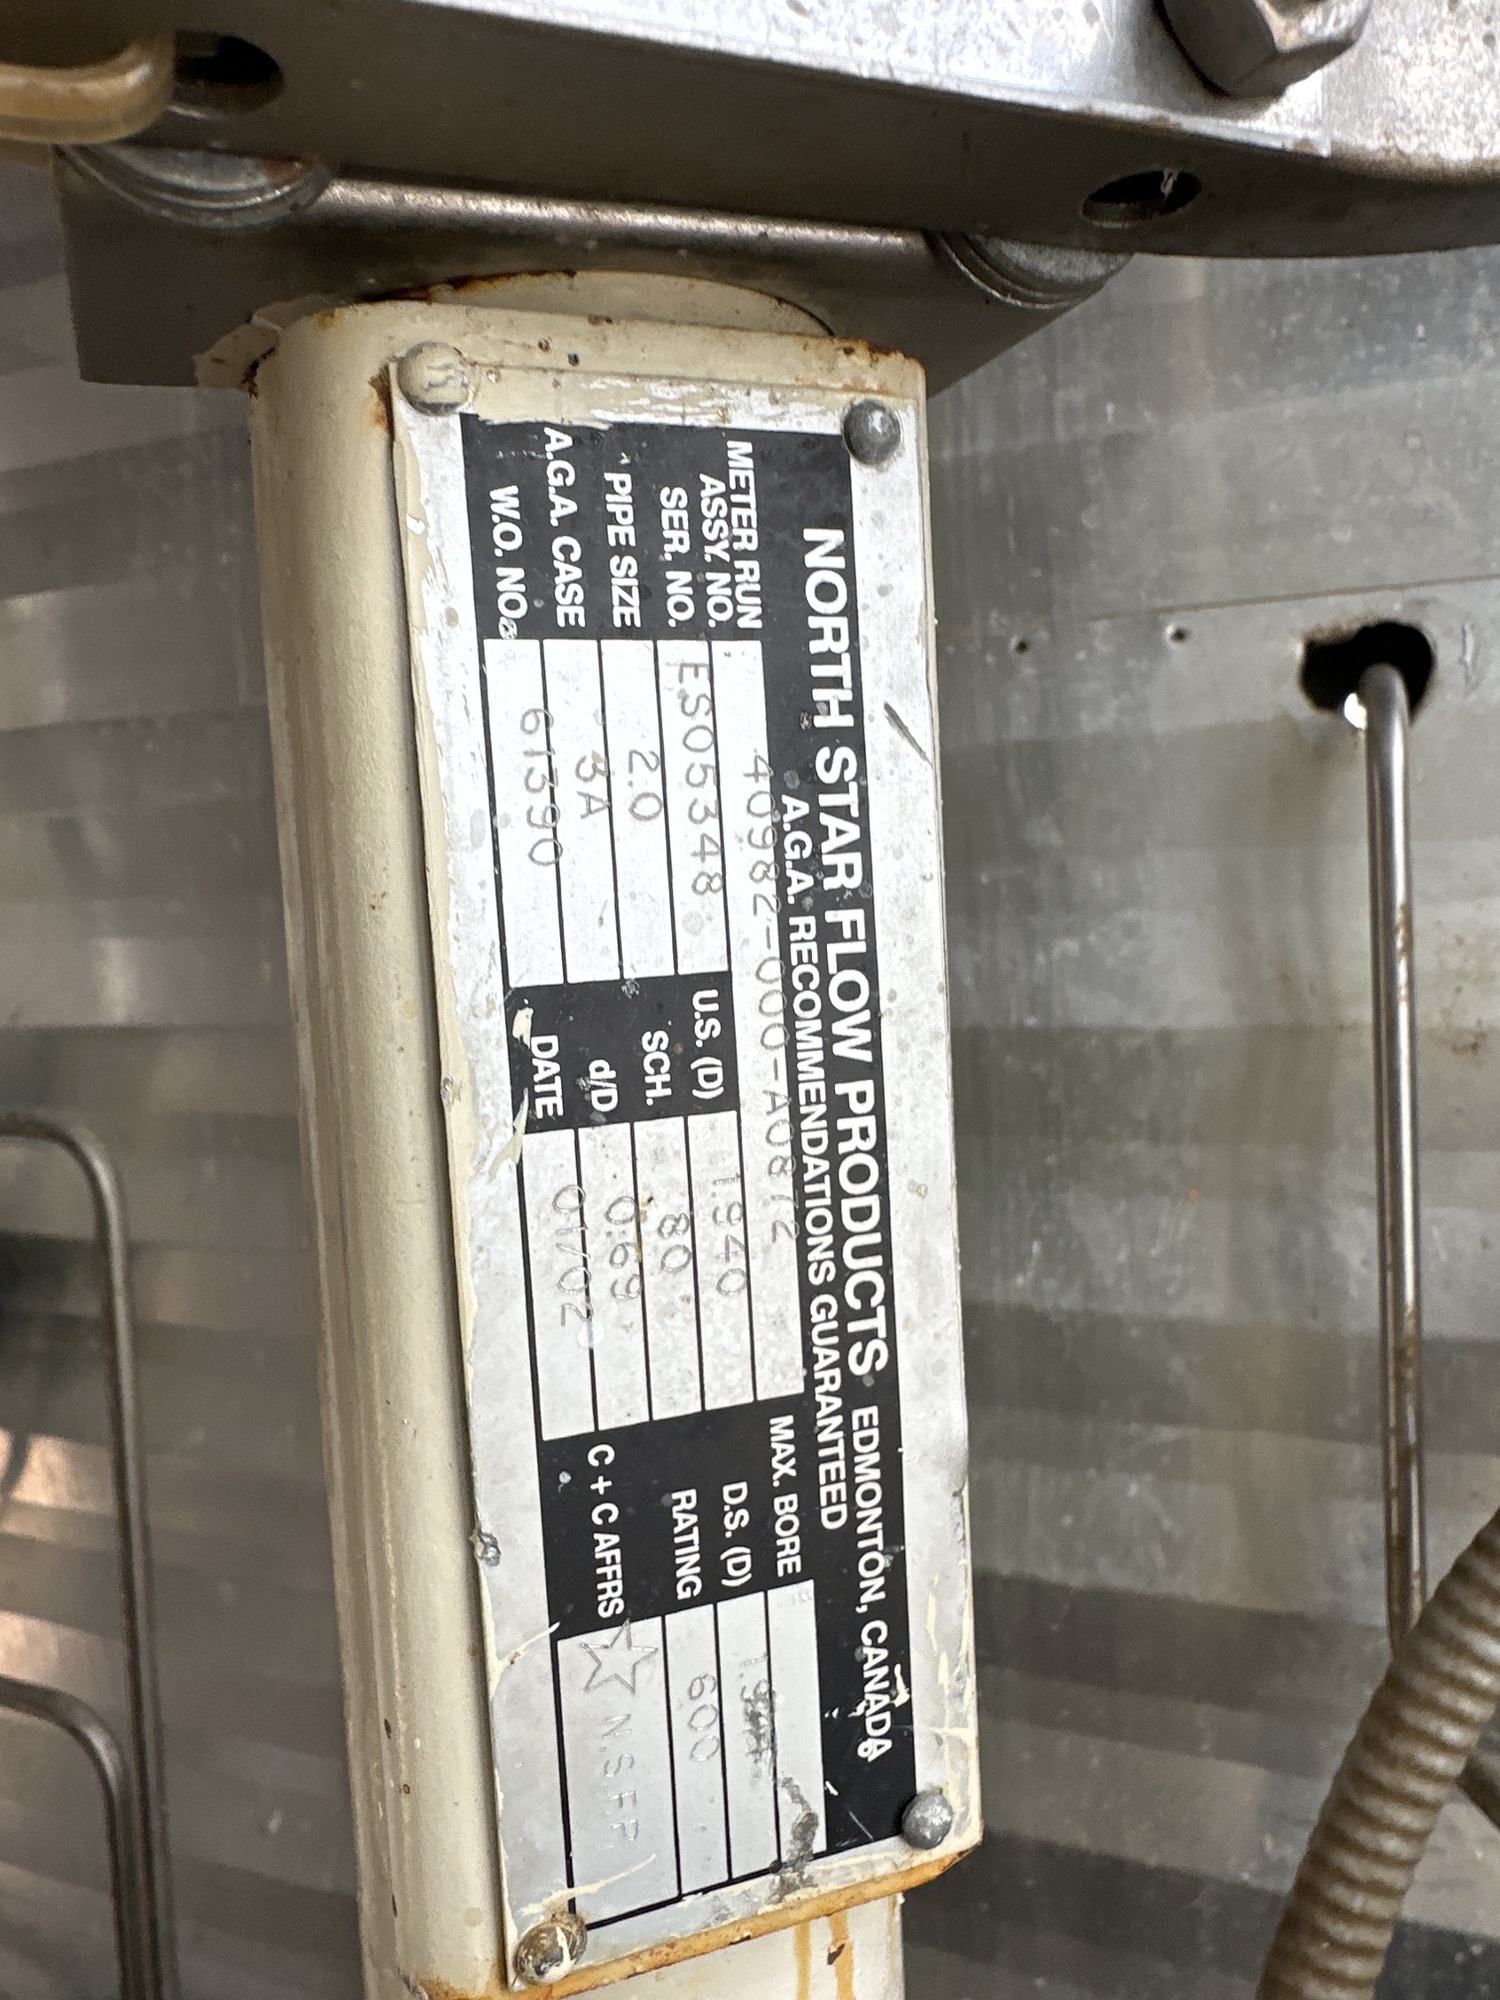 NORTH STAR FLOW PRODUCTS EDMONTON, CANADA
A.G.A. RECOMMENDATIONS GUARANTEED
METER RUN ASSY. NO. 40982-000-A0872 MAX. BORE
SER. NO. ES05348 U.S. (D) 1.940 D.S. (D)
PIPE SIZE 2.0 SCH. 80 RATING 600
A.G.A. CASE 3A d/D 0.69 C + C AFFRS N.S.F.P.
W.O. NO. 61390 DATE 01/02